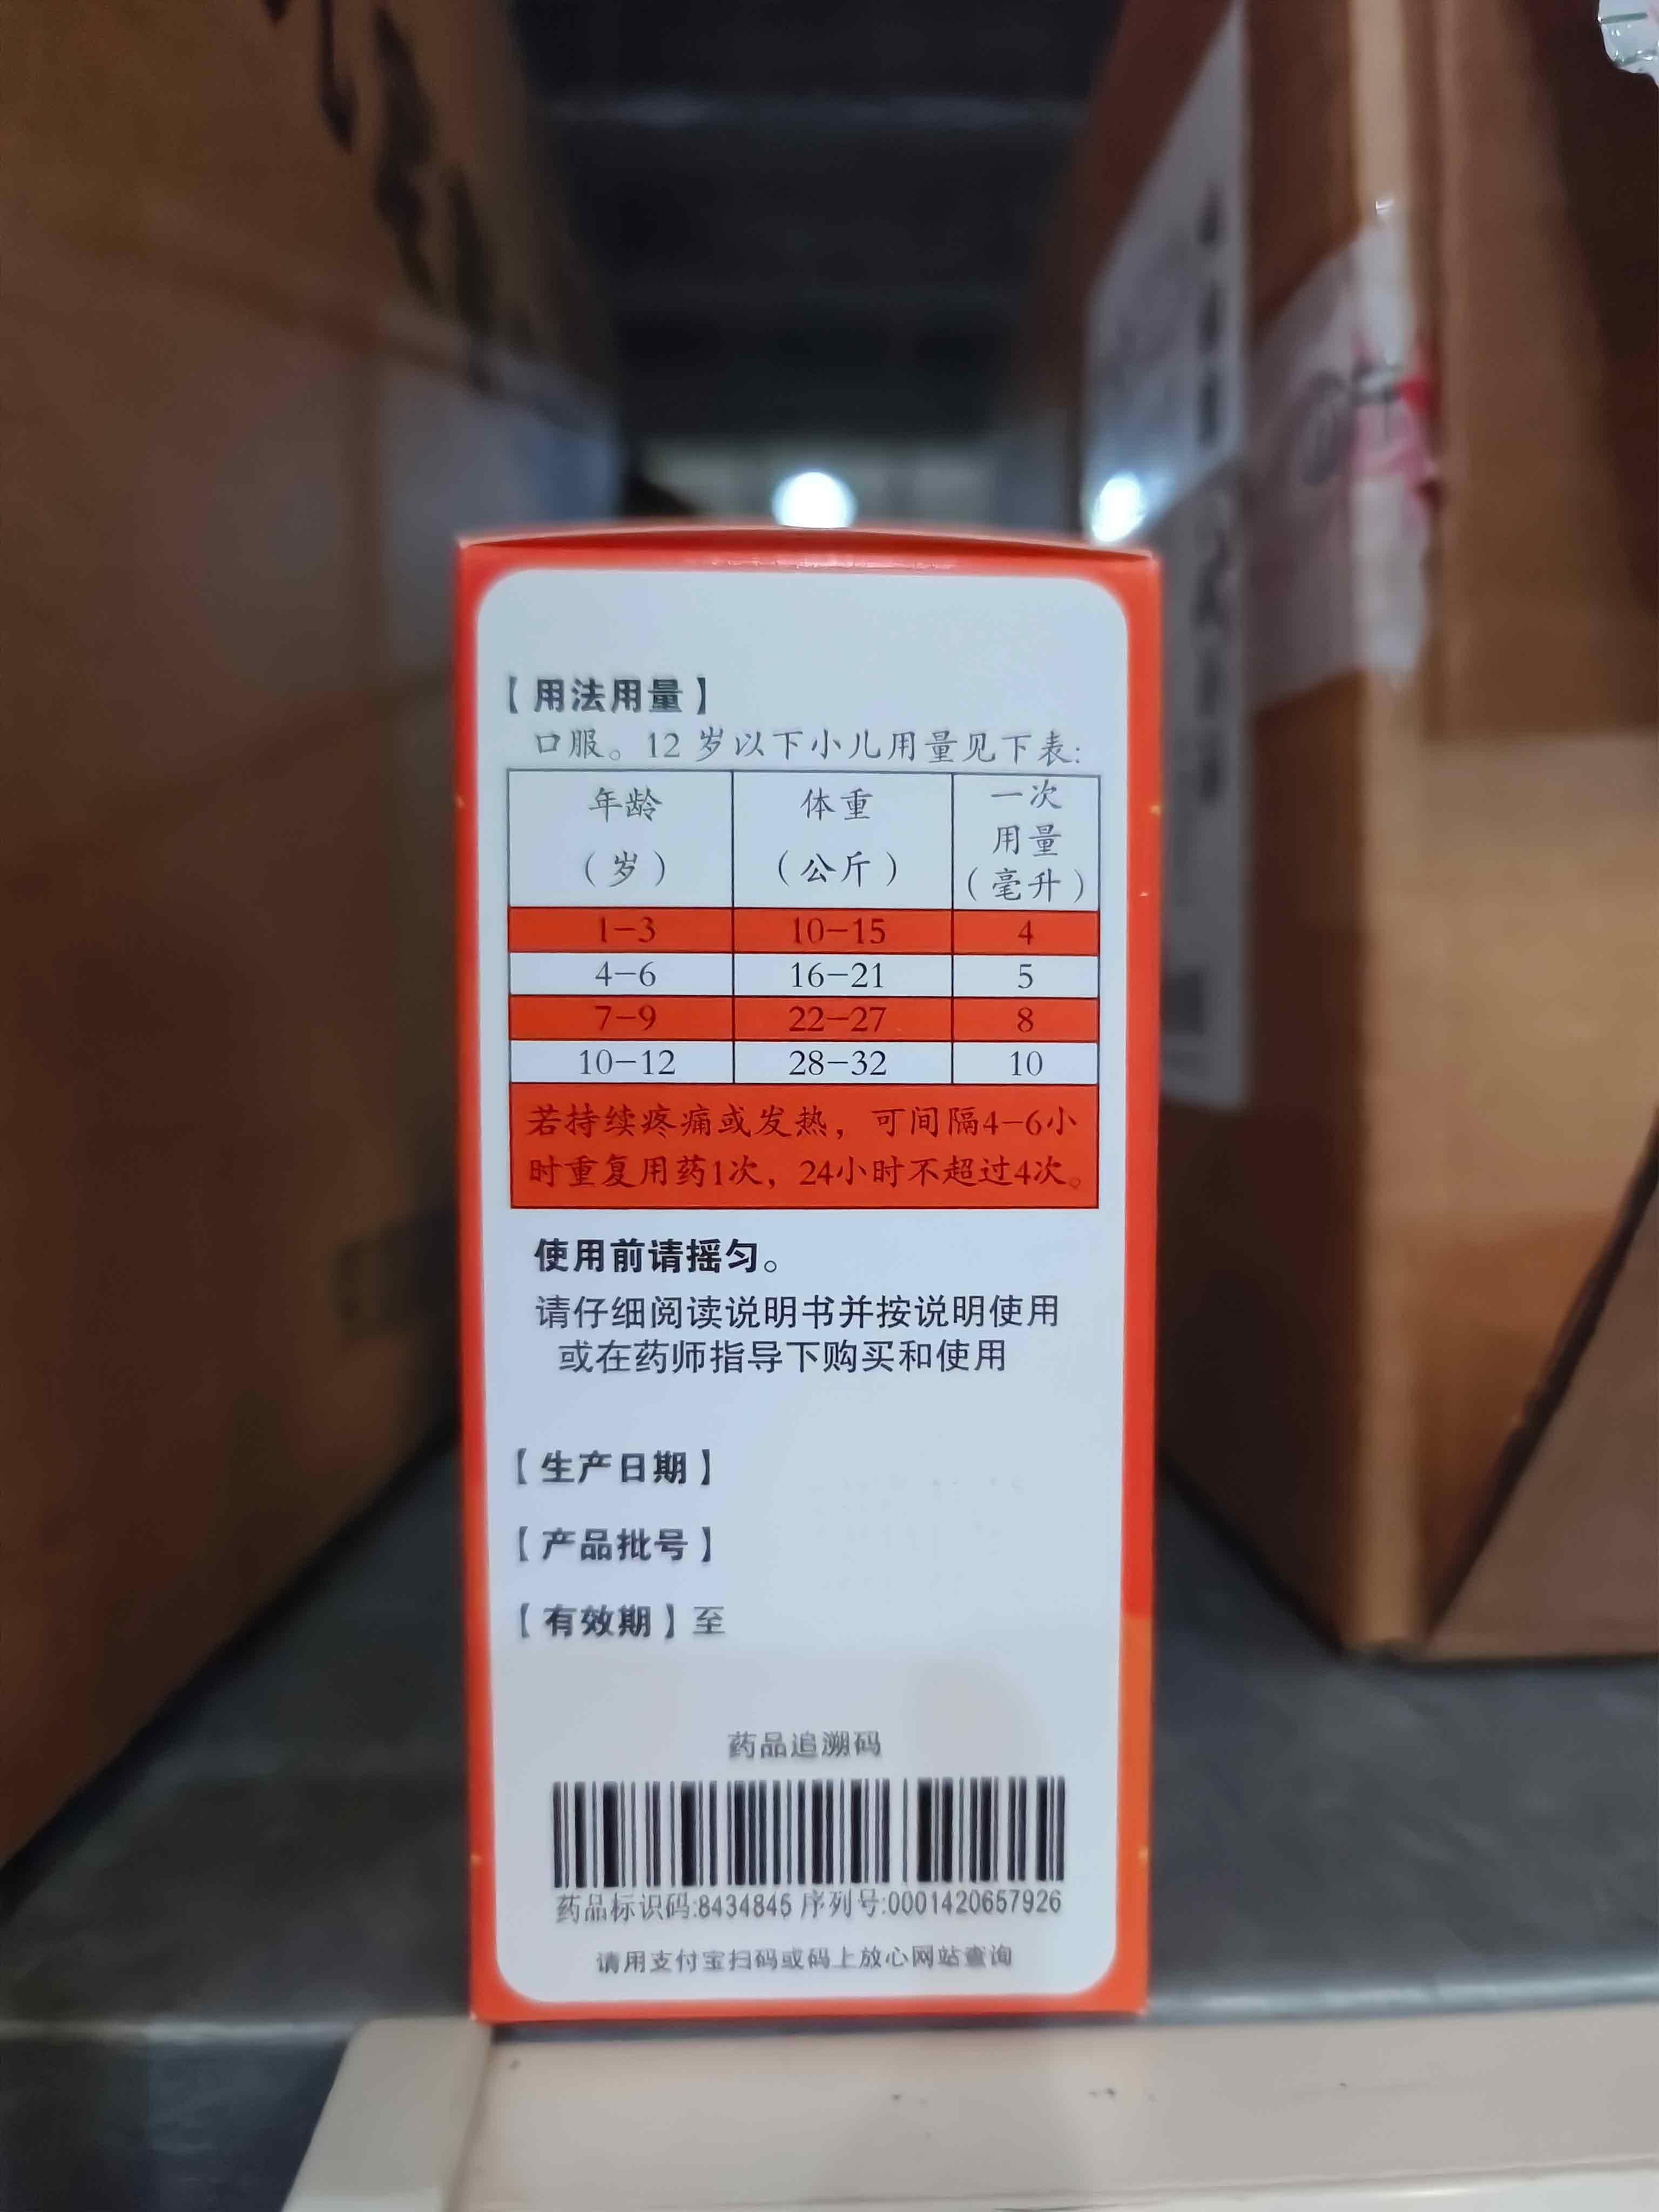 【用法用量】
口服。12 岁以下小儿用量见下表:
年龄（岁） 体重（公斤） 一次用量（毫升）
1-3 10-15 4
4-6 16-21 5
7-9 22-27 8
10-12 28-32 10
若持续疼痛或发热，可间隔4-6小
时重复用药1次，24小时不超过4次。
使用前请摇匀。
请仔细阅读说明书并按说明使用
或在药师指导下购买和使用
【生产日期】
【产品批号】
【有效期】至
药品追溯码
药品标识码:8434845 序列号:0001420657926
请用支付宝扫码或码上放心网站查询